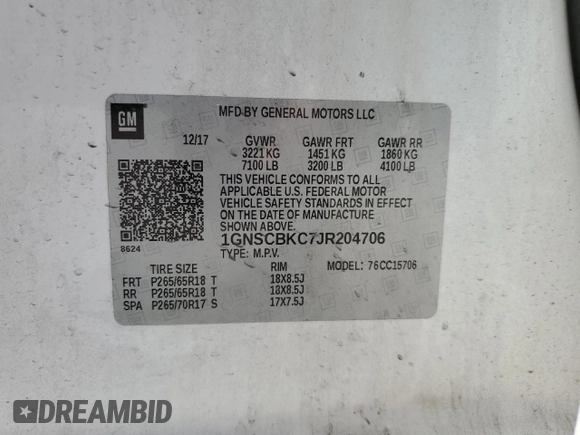 GM
MFD BY GENERAL MOTORS LLC
12/17 GVWR GAWR FRT GAWR RR
3221 KG 1451 KG 1860 KG
7100 LB 3200 LB 4100 LB
THIS VEHICLE CONFORMS TO ALL
APPLICABLE U.S. FEDERAL MOTOR
VEHICLE SAFETY STANDARDS IN EFFECT
ON THE DATE OF MANUFACTURE
SHOWN ABOVE.
8624 1GNSCBKC7JR204706
TYPE: M.P.V. MODEL: 76CC15706
TIRE SIZE RIM
FRT P265/65R18 T 18X8.5J
RR P265/65R18 T 18X8.5J
SPA P265/70R17 S 17X7.5J
DREAMBID